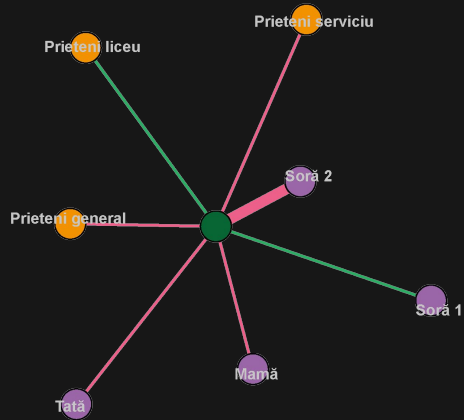 Prieteni serviciu
Prieteni liceu
Soră 2
Prieteni general
Soră 1
Mamă
Tată